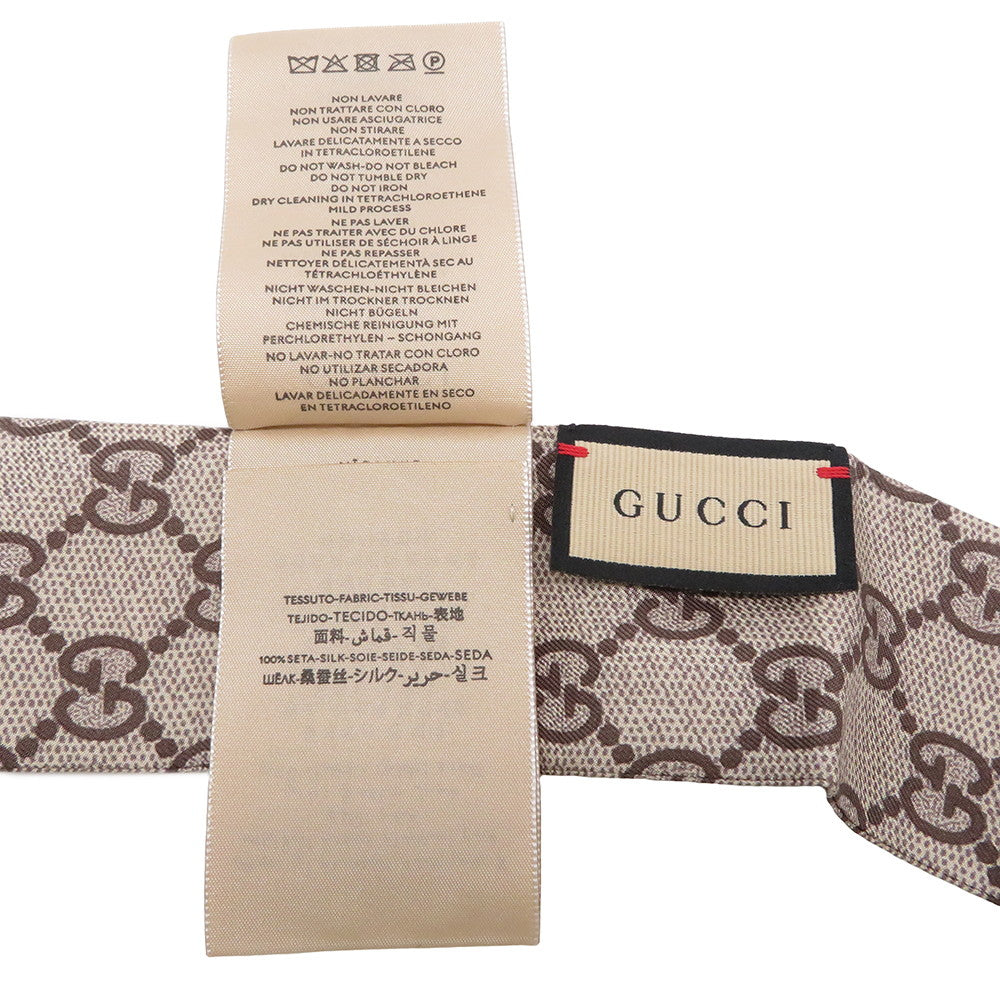 P
NON LAVARE
NON TRATTARE CON CLORO
NON USARE ASCIUGATRICE
NON STIRARE
LAVARE DELICATAMENTE A SECCO
IN TETRACLOROETILENE
DO NOT WASH-DO NOT BLEACH
DO NOT TUMBLE DRY
DO NOT IRON
DRY CLEANING IN TETRACHLOROETHENE
MILD PROCESS
NE PAS LAVER
NE PAS TRAITER AVEC DU CHLORE
NE PAS UTILISER DE SÉCHOIR À LINGE
NE PAS REPASSER
NETTOYER DÉLICATEMENTÀ SEC AU
TÉTRACHLOÉTHYLÈNE
NICHT WASCHEN-NICHT BLEICHEN
NICHT IM TROCKNER TROCKNEN
NICHT BÜGELN
CHEMISCHE REINIGUNG MIT
PERCHLORETHYLEN – SCHONGANG
NO LAVAR-NO TRATAR CON CLORO
NO UTILIZAR SECADORA
NO PLANCHAR
LAVAR DELICADAMENTE EN SECO
EN TETRACLOROETILENO
GUCCI
TESSUTO-FABRIC-TISSU-GEWEBE
TEJIDO-TECIDO-ТКАНЬ-表地
面料-قماش-직물
100% SETA-SILK-SOIE-SEIDE-SEDA-SEDA
ШЕЛК-桑蚕丝-シルク-حرير-실크